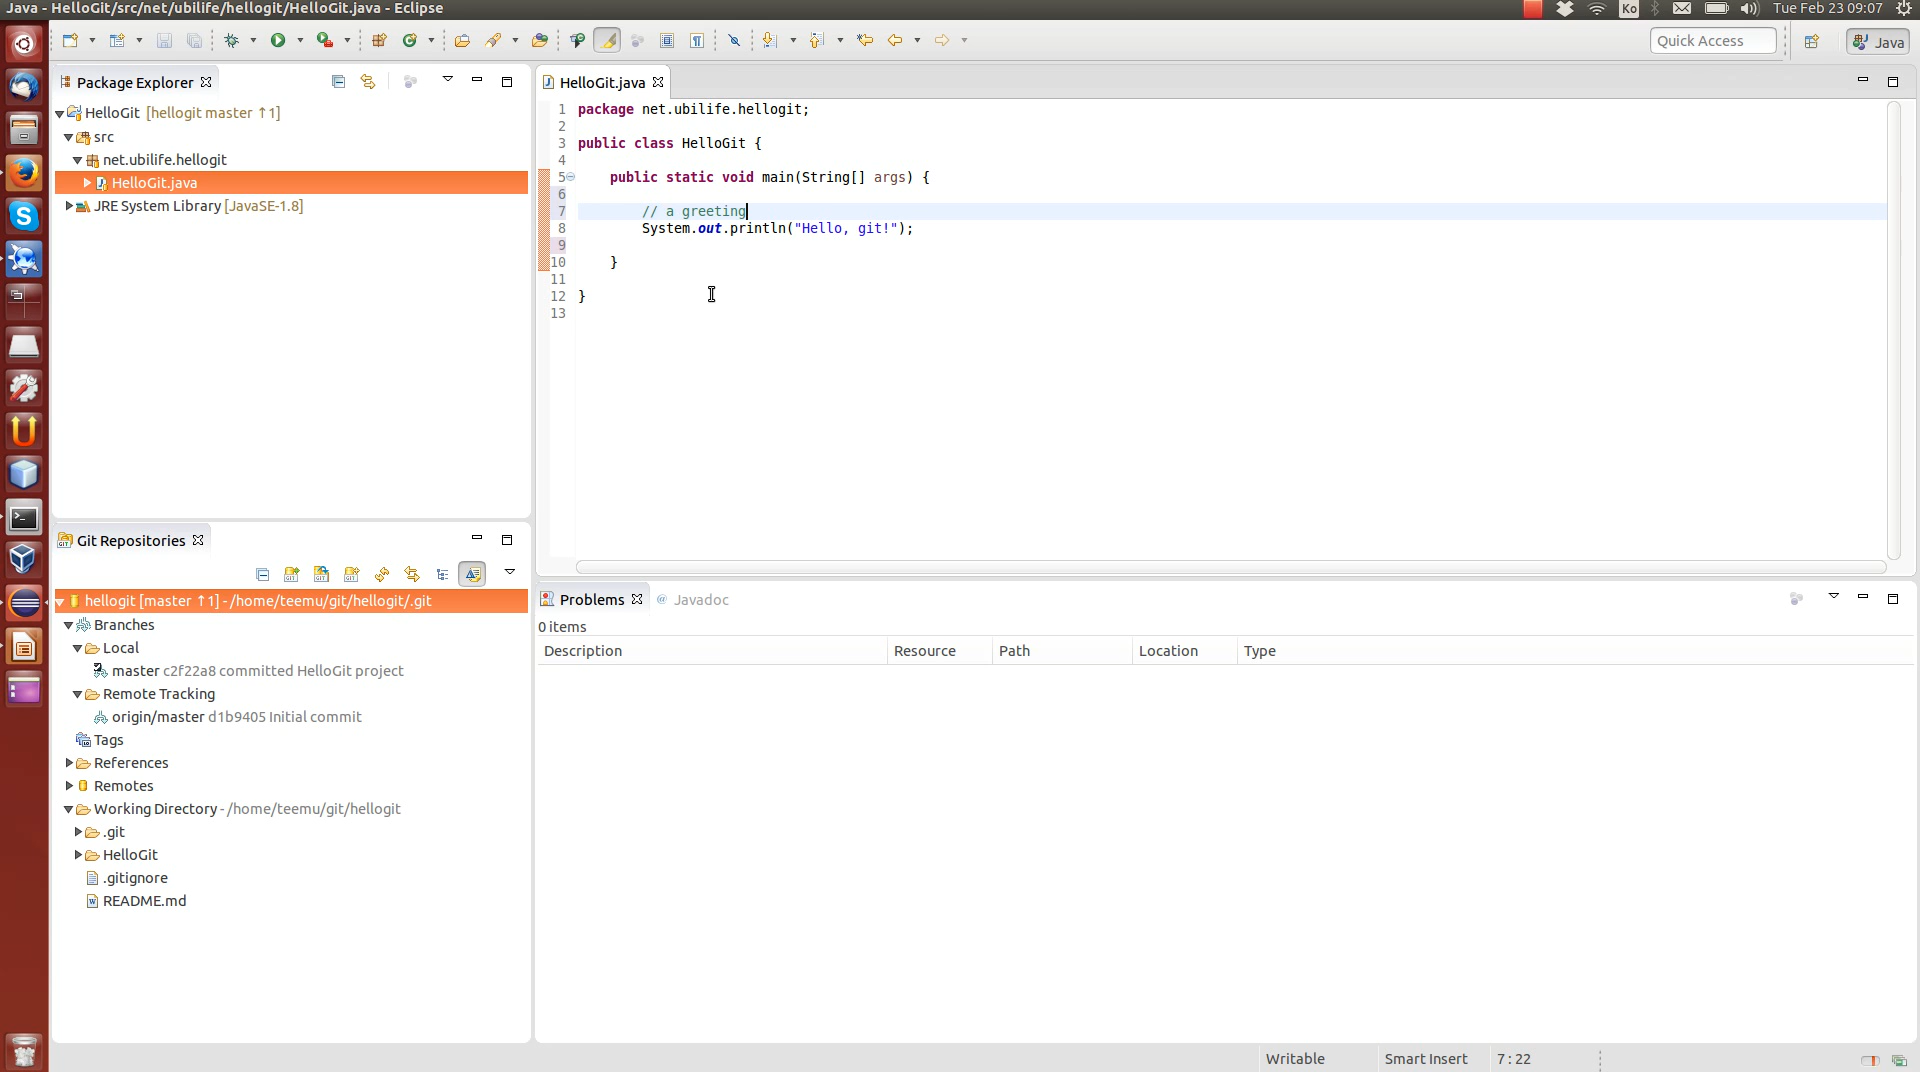 Java - HelloGit/src/net/ubilife/hellogit/HelloGit.java - Eclipse
Ko
Tue Feb 23 09:07
Quick Access
Java
Package Explorer
HelloGit [hellogit master ↑1]
src
net.ubilife.hellogit
HelloGit.java
JRE System Library [JavaSE-1.8]
HelloGit.java
1 package net.ubilife.hellogit;
2
3 public class HelloGit {
4
5 public static void main(String[] args) {
6
7 // a greeting
8 System.out.println("Hello, git!");
9
10 }
11
12 }
13
Git Repositories
hellogit [master ↑1] - /home/teemu/git/hellogit/.git
Branches
Local
master c2f22a8 committed HelloGit project
Remote Tracking
origin/master d1b9405 Initial commit
Tags
References
Remotes
Working Directory - /home/teemu/git/hellogit
.git
HelloGit
.gitignore
README.md
Problems
@ Javadoc
0 items
Description Resource Path Location Type
Writable Smart Insert 7 : 22